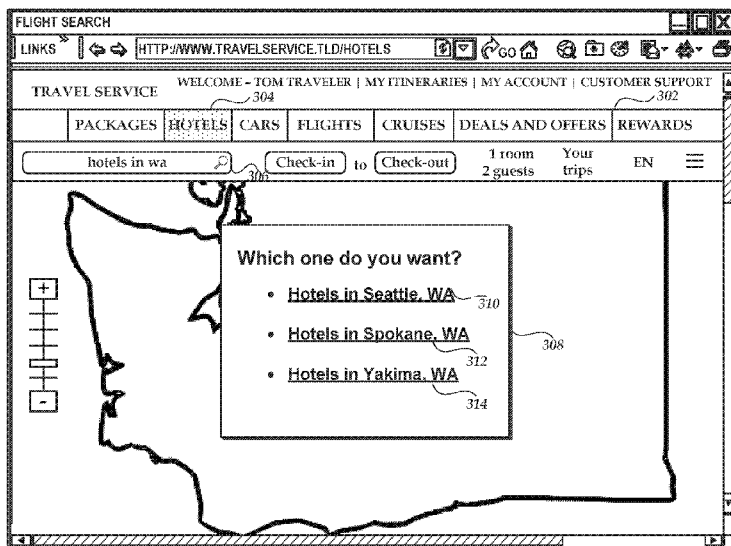 FLIGHT SEARCH
LINKS » HTTP://WWW.TRAVELSERVICE.TLD/HOTELS GO
TRAVEL SERVICE WELCOME - TOM TRAVELER | MY ITINERARIES | MY ACCOUNT | CUSTOMER SUPPORT
304 302
PACKAGES HOTELS CARS FLIGHTS CRUISES DEALS AND OFFERS REWARDS
hotels in wa 306 Check-in to Check-out 1 room 2 guests Your trips EN
Which one do you want?
• Hotels in Seattle, WA 310
308
• Hotels in Spokane, WA 312
• Hotels in Yakima, WA 314
+
-